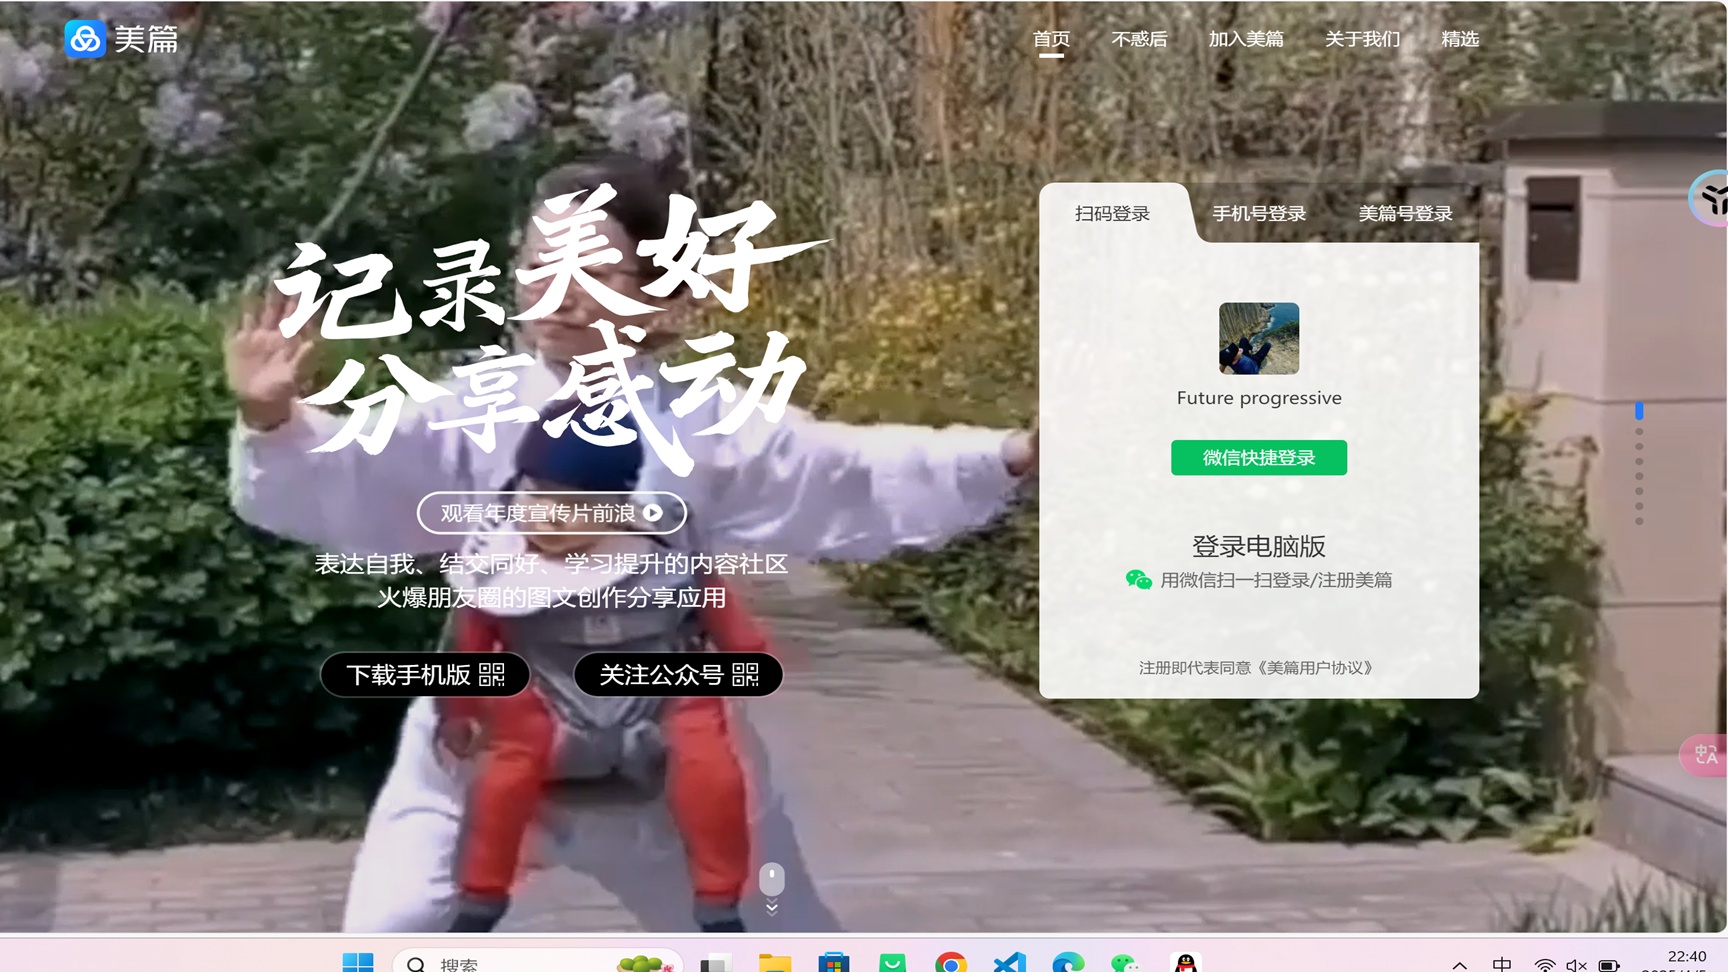 美篇
首页 不惑后 加入美篇 关于我们 精选
记录美好
分享感动
观看年度宣传片前浪
表达自我、结交同好、学习提升的内容社区
火爆朋友圈的图文创作分享应用
下载手机版 关注公众号
扫码登录 手机号登录 美篇号登录
Future progressive
微信快捷登录
登录电脑版
用微信扫一扫登录/注册美篇
注册即代表同意《美篇用户协议》
中A
搜索
中
22:40